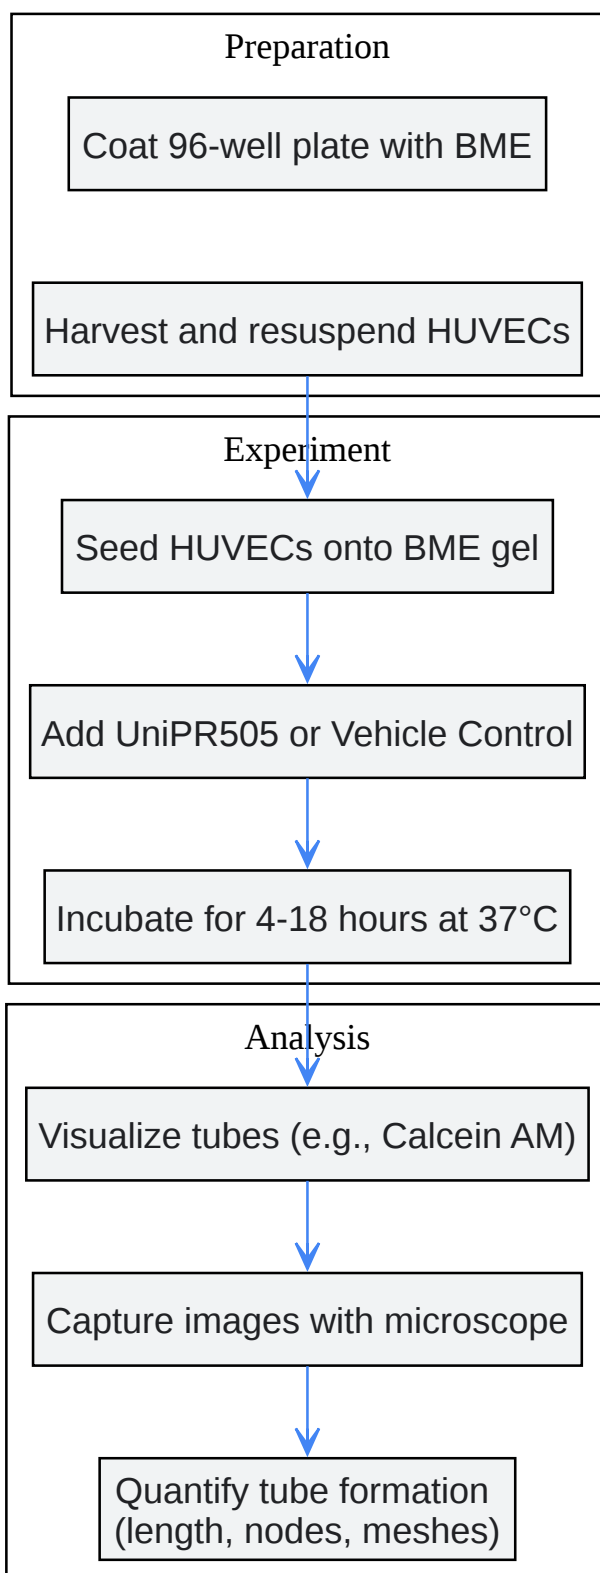 Preparation
Coat 96-well plate with BME
Harvest and resuspend HUVECs
Experiment
Seed HUVECs onto BME gel
Add UniPR505 or Vehicle Control
Incubate for 4-18 hours at 37°C
Analysis
Visualize tubes (e.g., Calcein AM)
Capture images with microscope
Quantify tube formation
(length, nodes, meshes)